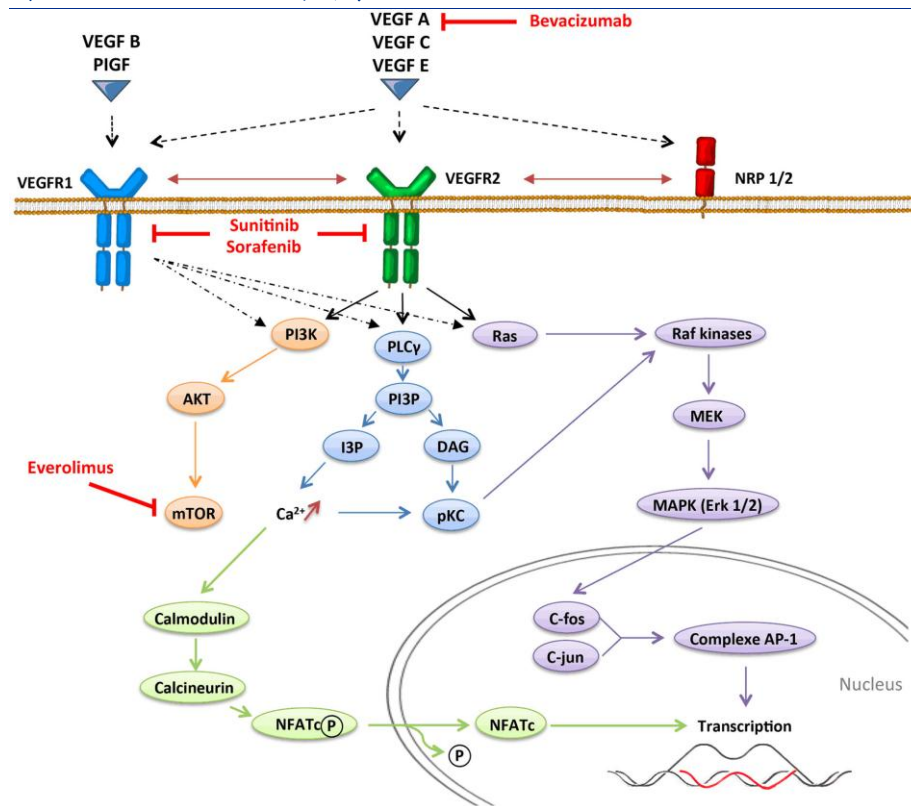 VEGF A
Bevacizumab
VEGF B
VEGF C
PlGF
VEGF E
VEGFR1
VEGFR2
NRP 1/2
Sunitinib
Sorafenib
PI3K
PLCγ
Ras
Raf kinases
AKT
PI3P
MEK
I3P
DAG
Everolimus
mTOR
Ca²⁺
pKC
MAPK (Erk 1/2)
Calmodulin
C-fos
C-jun
Complexe AP-1
Calcineurin
Nucleus
NFATc P
NFATc
Transcription
P